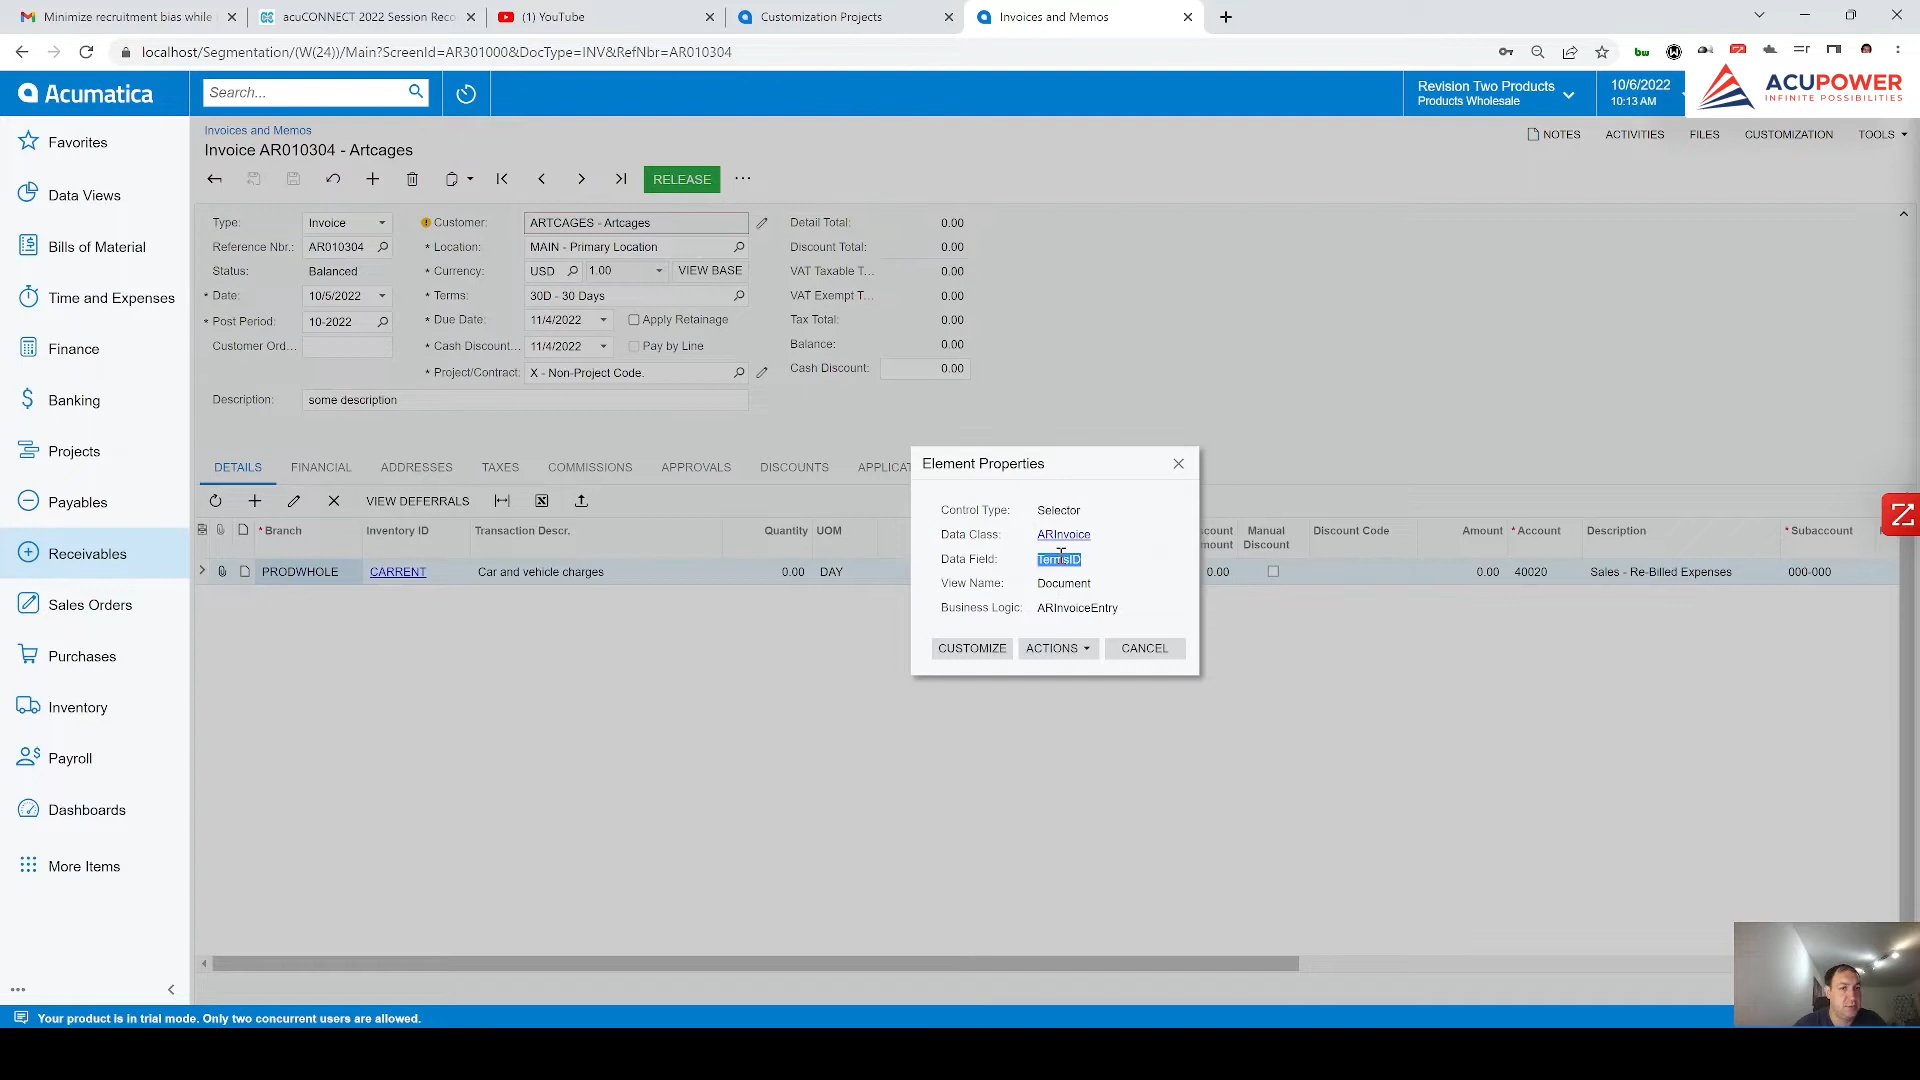 Minimize recruitment bias while
acuCONNECT 2022 Session Reco
(1) YouTube
Customization Projects
Invoices and Memos
localhost/Segmentation/(W(24))/Main?ScreenId=AR301000&DocType=INV&RefNbr=AR010304
bw
Acumatica
Search...
Revision Two Products
Products Wholesale
10/6/2022
10:13 AM
ACUPOWER
INFINITE POSSIBILITIES
Favorites
Data Views
Bills of Material
Time and Expenses
Finance
Banking
Projects
Payables
Receivables
Sales Orders
Purchases
Inventory
Payroll
Dashboards
More Items
Invoices and Memos
Invoice AR010304 - Artcages
NOTES ACTIVITIES FILES CUSTOMIZATION TOOLS
RELEASE
Type: Invoice * Customer: ARTCAGES - Artcages Detail Total: 0.00
Reference Nbr.: AR010304 * Location: MAIN - Primary Location Discount Total: 0.00
Status: Balanced * Currency: USD 1.00 VIEW BASE VAT Taxable T... 0.00
* Date: 10/5/2022 * Terms: 30D - 30 Days VAT Exempt T... 0.00
* Post Period: 10-2022 * Due Date: 11/4/2022 Apply Retainage Tax Total: 0.00
Customer Ord... * Cash Discount... 11/4/2022 Pay by Line Balance: 0.00
* Project/Contract: X - Non-Project Code. Cash Discount: 0.00
Description: some description
DETAILS FINANCIAL ADDRESSES TAXES COMMISSIONS APPROVALS DISCOUNTS APPLICAT
VIEW DEFERRALS
* Branch Inventory ID Transaction Descr. Quantity UOM Manual Discount Discount Code Amount * Account Description * Subaccount
PRODWHOLE CARRENT Car and vehicle charges 0.00 DAY 0.00 0.00 40020 Sales - Re-Billed Expenses 000-000
Element Properties
Control Type: Selector
Data Class: ARInvoice
Data Field: TermsID
View Name: Document
Business Logic: ARInvoiceEntry
CUSTOMIZE ACTIONS CANCEL
Your product is in trial mode. Only two concurrent users are allowed.